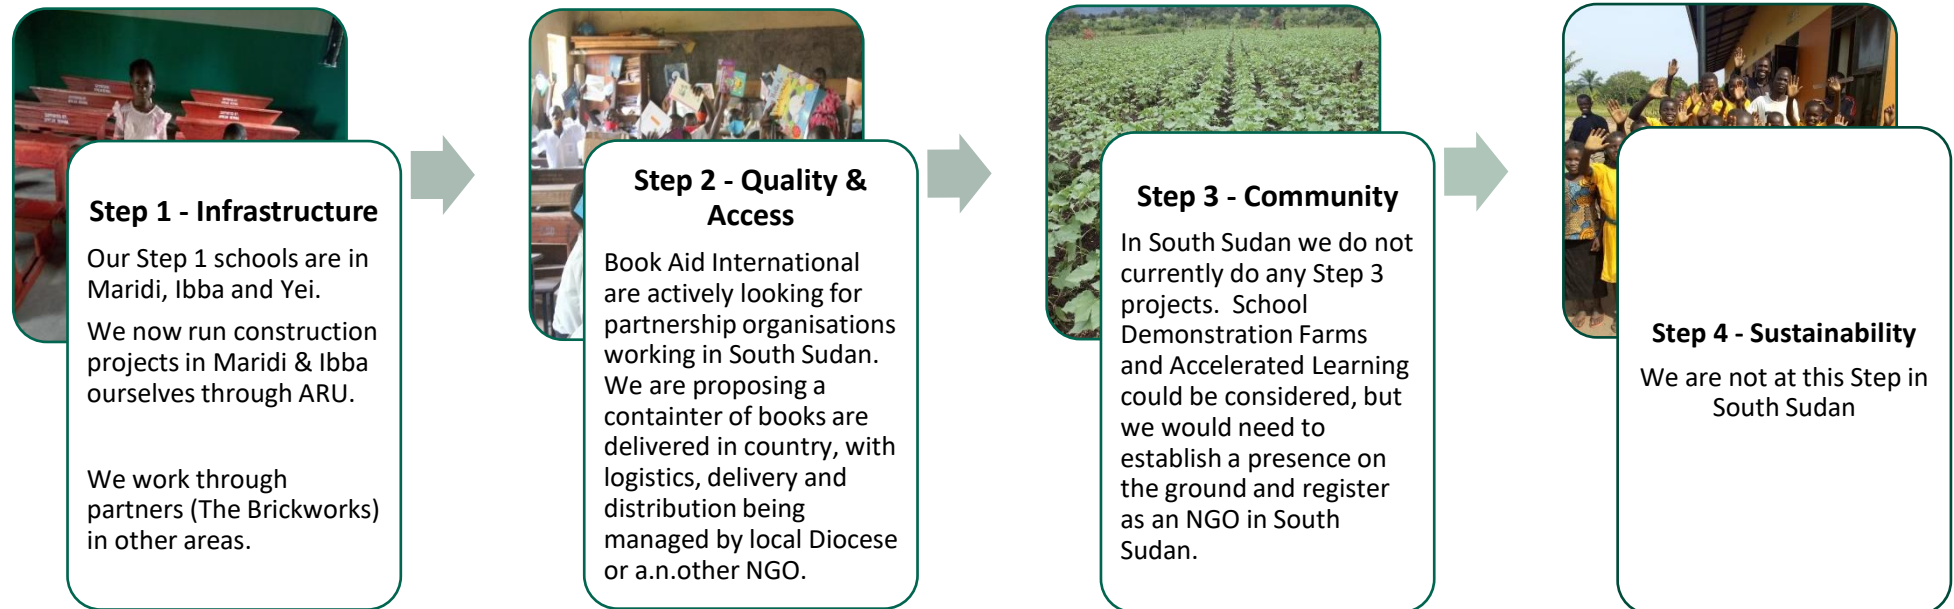 Step 1 - Infrastructure
Our Step 1 schools are in
Maridi, Ibba and Yei.
We now run construction
projects in Maridi & Ibba
ourselves through ARU.
We work through
partners (The Brickworks)
in other areas.
Step 2 - Quality &
Access
Book Aid International
are actively looking for
partnership organisations
working in South Sudan.
We are proposing a
containter of books are
delivered in country, with
logistics, delivery and
distribution being
managed by local Diocese
or a.n.other NGO.
Step 3 - Community
In South Sudan we do not
currently do any Step 3
projects.  School
Demonstration Farms
and Accelerated Learning
could be considered, but
we would need to
establish a presence on
the ground and register
as an NGO in South
Sudan.
Step 4 - Sustainability
We are not at this Step in
South Sudan